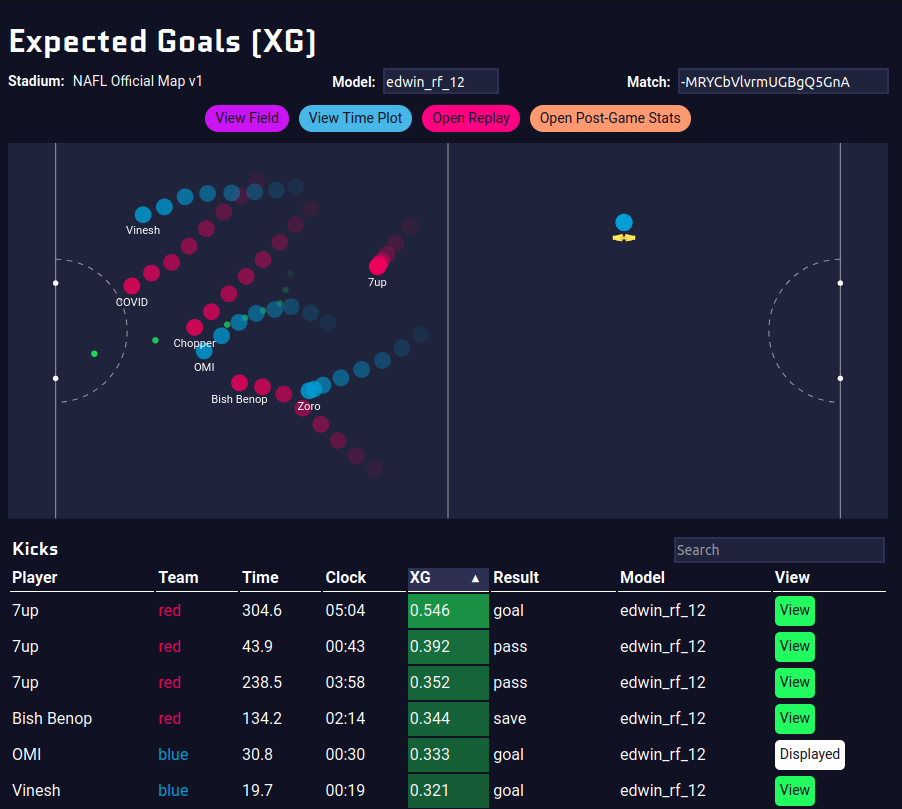 Expected Goals (XG)
Stadium: NAFL Official Map v1 Model: edwin_rf_12 Match: -MRYCbVlvrmUGBgQ5GnA
View Field View Time Plot Open Replay Open Post-Game Stats
Vinesh
7up
COVID
Chopper
OMI
Bish Benop
Zoro
Kicks Search
Player Team Time Clock XG ▲ Result Model View
7up red 304.6 05:04 0.546 goal edwin_rf_12 View
7up red 43.9 00:43 0.392 pass edwin_rf_12 View
7up red 238.5 03:58 0.352 pass edwin_rf_12 View
Bish Benop red 134.2 02:14 0.344 save edwin_rf_12 View
OMI blue 30.8 00:30 0.333 goal edwin_rf_12 Displayed
Vinesh blue 19.7 00:19 0.321 goal edwin_rf_12 View